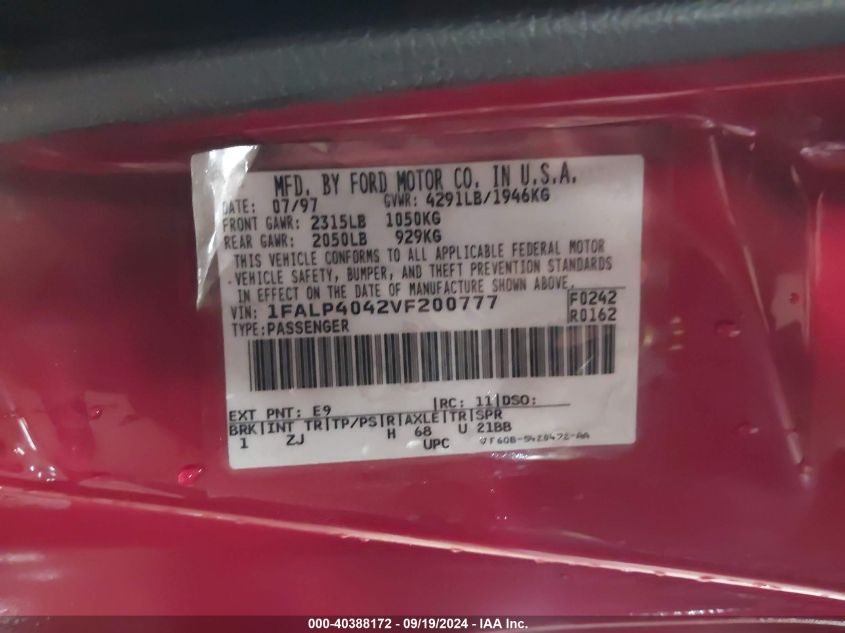 MFD. BY FORD MOTOR CO. IN U.S.A.
DATE: 07/97 GVWR: 4291LB/1946KG
FRONT GAWR: 2315LB 1050KG
REAR GAWR: 2050LB 929KG
THIS VEHICLE CONFORMS TO ALL APPLICABLE FEDERAL MOTOR
VEHICLE SAFETY, BUMPER, AND THEFT PREVENTION STANDARDS
IN EFFECT ON THE DATE OF MANUFACTURE SHOWN ABOVE.
VIN: 1FALP4042VF200777 F0242
TYPE: PASSENGER R0162
EXT PNT: E9 |RC: 11|DSO:
BRK|INT TR|TP/PS|R|AXLE|TR|SPR
1 ZJ H 68 U 21BB
UPC
000-40388172 - 09/19/2024 - IAA Inc.